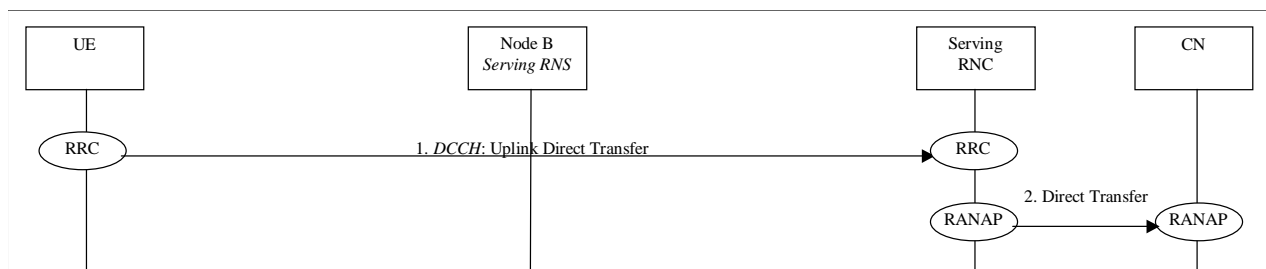 UE
Node B
Serving RNS
Serving
RNC
CN
RRC
1. DCCH: Uplink Direct Transfer
RRC
2. Direct Transfer
RANAP
RANAP